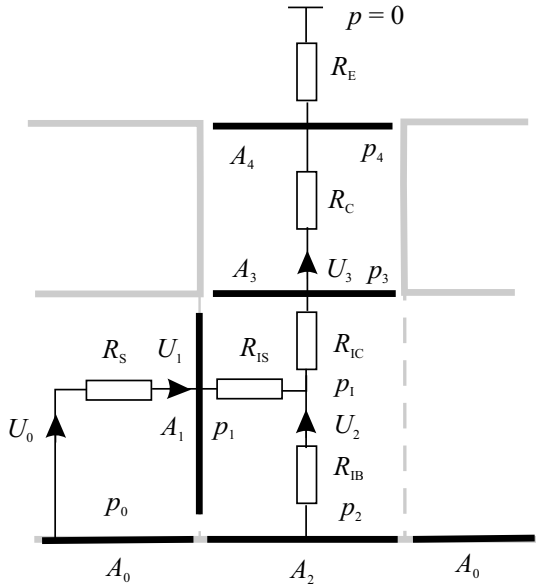 p = 0
R_E
A_4 p_4
R_C
A_3 U_3 p_3
R_S U_1 R_IS R_IC
p_I
U_0 A_1 p_1 U_2
R_IB
p_0 p_2
A_0 A_2 A_0